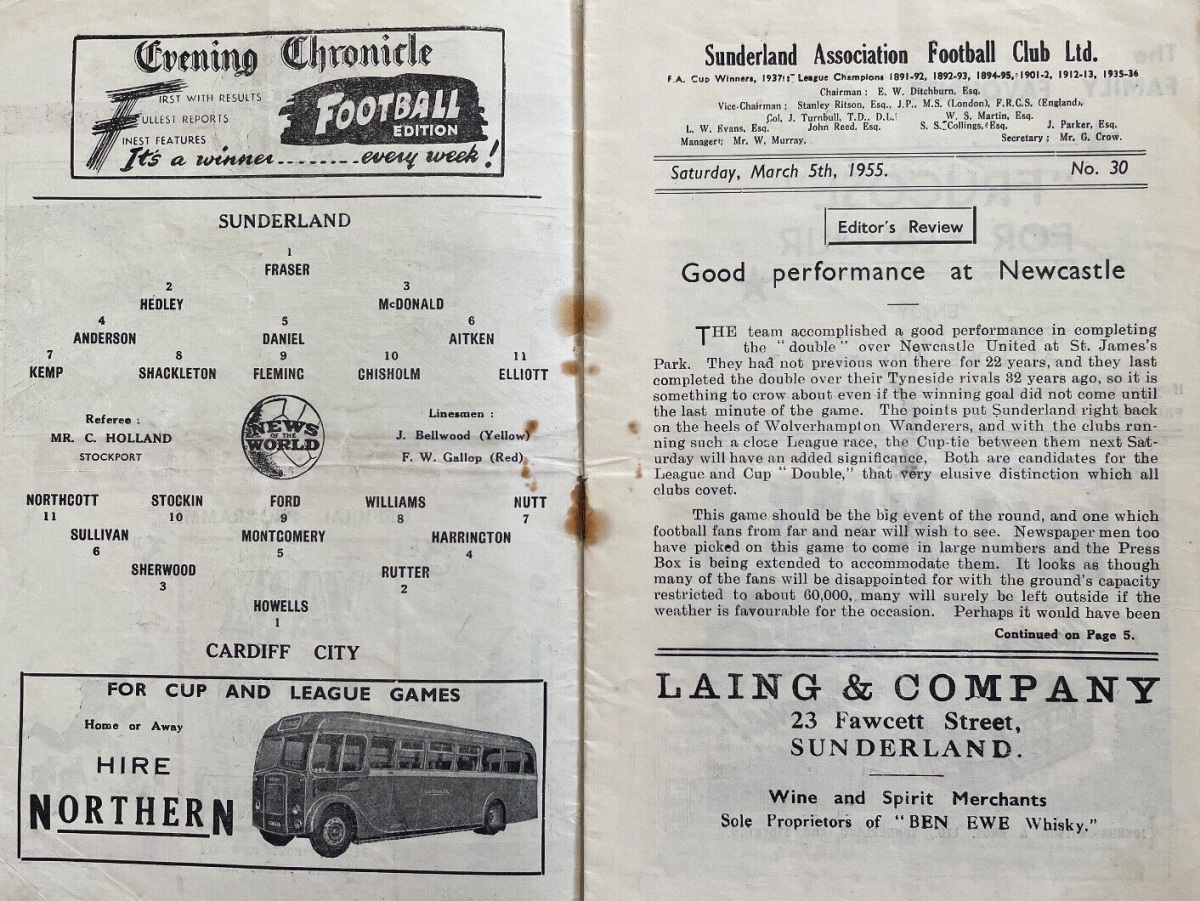 Evening Chronicle
FIRST WITH RESULTS
FULLEST REPORTS
FINEST FEATURES
FOOTBALL
EDITION
It's a winner........every week!
SUNDERLAND
1
FRASER
2 3
HEDLEY McDONALD
4 5 6
ANDERSON DANIEL AITKEN
7 8 9 10 11
KEMP SHACKLETON FLEMING CHISHOLM ELLIOTT
Referee :
MR. C. HOLLAND
STOCKPORT
NEWS
OF THE
WORLD
Linesmen :
J. Bellwood (Yellow)
F. W. Gallop (Red)
NORTHCOTT STOCKIN FORD WILLIAMS NUTT
11 10 9 8 7
SULLIVAN MONTGOMERY HARRINGTON
6 5 4
SHERWOOD RUTTER
3 2
HOWELLS
1
CARDIFF CITY
FOR CUP AND LEAGUE GAMES
Home or Away
HIRE
NORTHERN
Sunderland Association Football Club Ltd.
F.A. Cup Winners, 1937: League Champions 1891-92, 1892-93, 1894-95, 1901-2, 1912-13, 1935-36
Chairman : E. W. Ditchburn, Esq.
Vice-Chairman : Stanley Ritson, Esq., J.P., M.S. (London), F.R.C.S. (England),
Col. J. Turnbull, T.D., D.L. W. S. Martin, Esq.
L. W. Evans, Esq. John Reed, Esq. S. S. Collings, Esq. J. Parker, Esq.
Manager: Mr. W. Murray. Secretary : Mr. G. Crow.
Saturday, March 5th, 1955. No. 30
Editor's Review
Good performance at Newcastle
THE team accomplished a good performance in completing
the "double" over Newcastle United at St. James's
Park. They had not previous won there for 22 years, and they last
completed the double over their Tyneside rivals 32 years ago, so it is
something to crow about even if the winning goal did not come until
the last minute of the game. The points put Sunderland right back
on the heels of Wolverhampton Wanderers, and with the clubs run-
ning such a close League race, the Cup-tie between them next Sat-
urday will have an added significance, Both are candidates for the
League and Cup "Double," that very elusive distinction which all
clubs covet.
This game should be the big event of the round, and one which
football fans from far and near will wish to see. Newspaper men too
have picked on this game to come in large numbers and the Press
Box is being extended to accommodate them. It looks as though
many of the fans will be disappointed for with the ground's capacity
restricted to about 60,000, many will surely be left outside if the
weather is favourable for the occasion. Perhaps it would have been
Continued on Page 5.
LAING & COMPANY
23 Fawcett Street,
SUNDERLAND.
Wine and Spirit Merchants
Sole Proprietors of "BEN EWE Whisky."